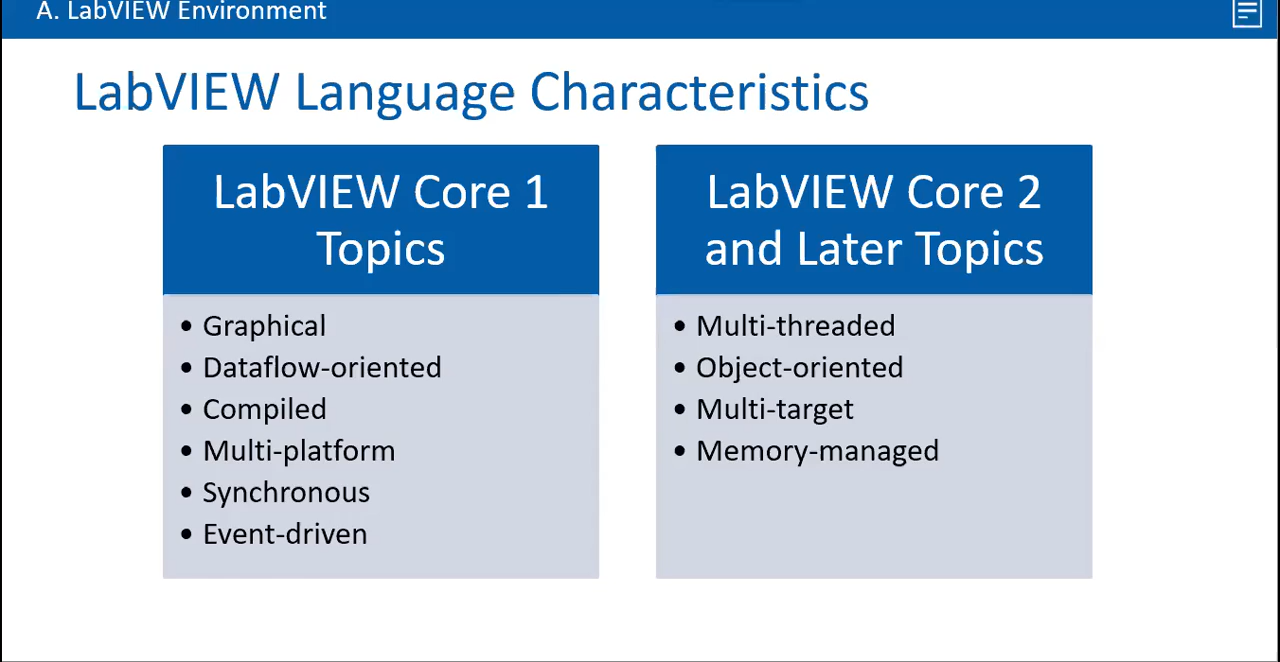 A. LabVIEW Environment
LabVIEW Language Characteristics
LabVIEW Core 1
Topics
• Graphical
• Dataflow-oriented
• Compiled
• Multi-platform
• Synchronous
• Event-driven
LabVIEW Core 2
and Later Topics
• Multi-threaded
• Object-oriented
• Multi-target
• Memory-managed